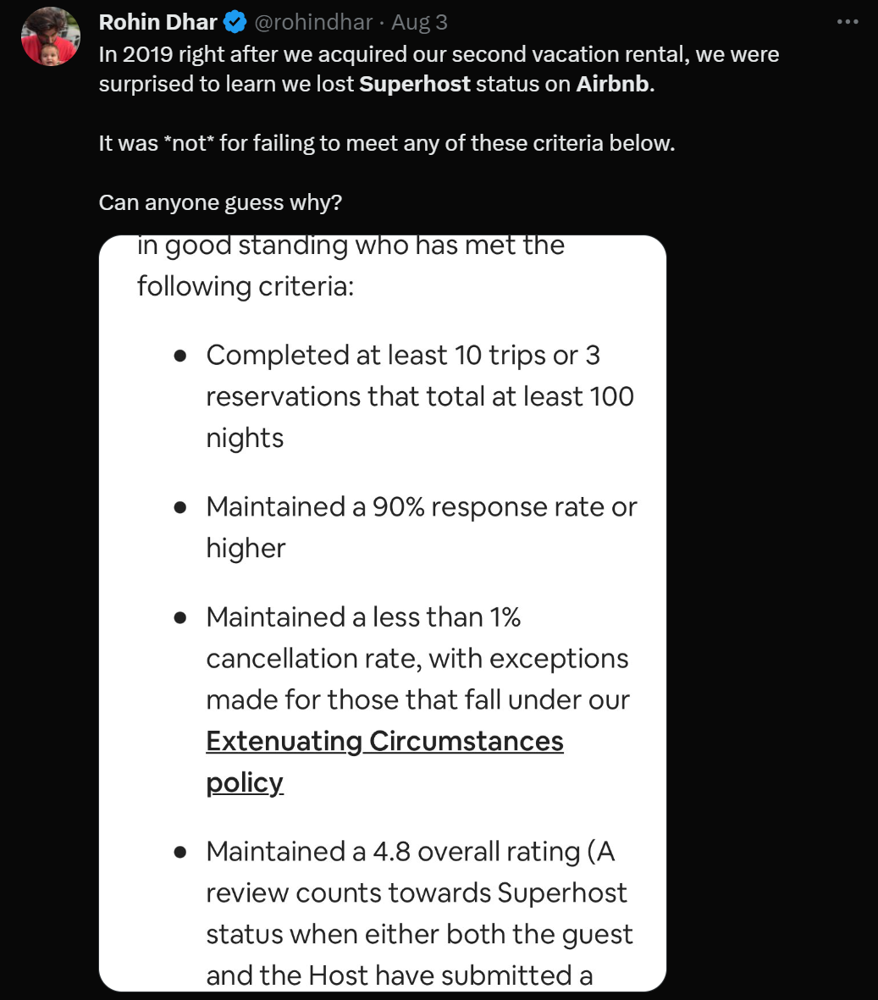 Rohin Dhar @rohindhar · Aug 3
In 2019 right after we acquired our second vacation rental, we were
surprised to learn we lost Superhost status on Airbnb.
It was *not* for failing to meet any of these criteria below.
Can anyone guess why?
in good standing who has met the
following criteria:
• Completed at least 10 trips or 3
reservations that total at least 100
nights
• Maintained a 90% response rate or
higher
• Maintained a less than 1%
cancellation rate, with exceptions
made for those that fall under our
Extenuating Circumstances
policy
• Maintained a 4.8 overall rating (A
review counts towards Superhost
status when either both the guest
and the Host have submitted a